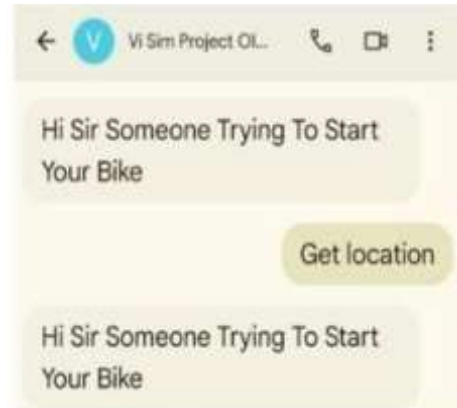 V Vi Sim Project Ol...
Hi Sir Someone Trying To Start
Your Bike
Get location
Hi Sir Someone Trying To Start
Your Bike